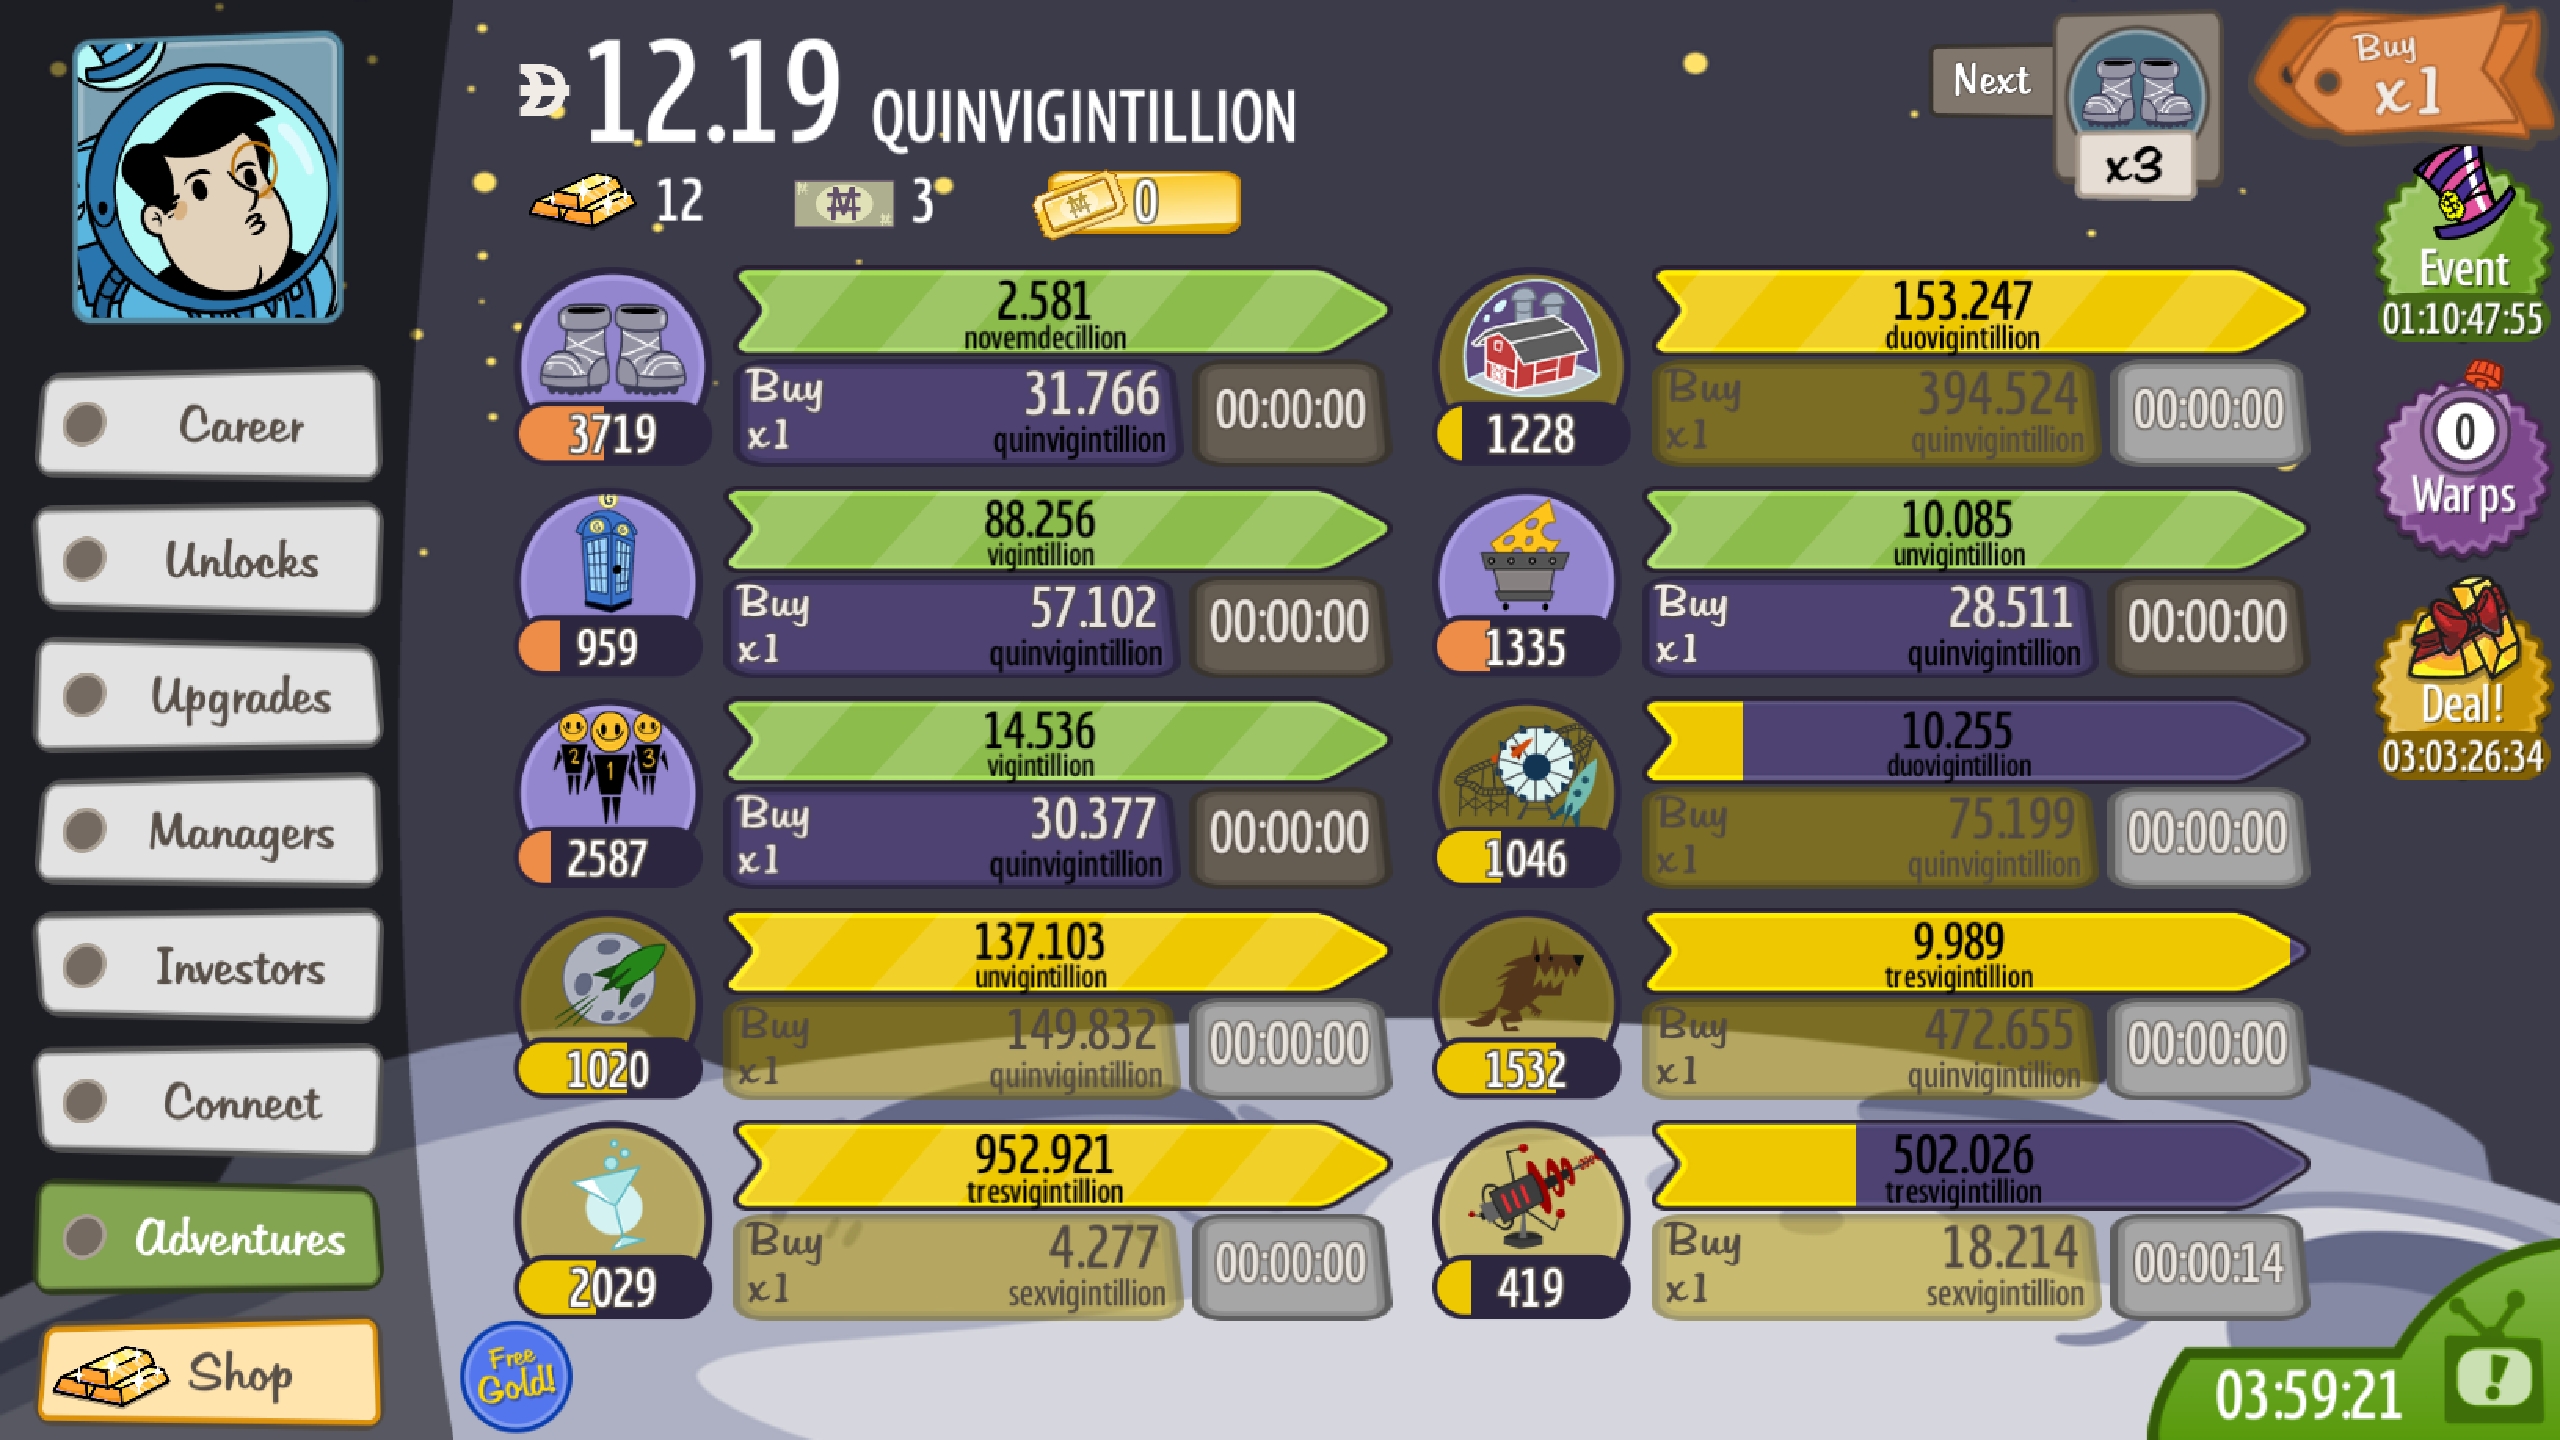 12.19 QUINVIGINTILLION
12
3
0
Next
x3
Buy
x1
Event
01:10:47:55
0
Warps
Deal!
03:03:26:34
Career
Unlocks
Upgrades
Managers
Investors
Connect
Adventures
Shop
2.581
novemdecillion
Buy
x1
31.766
quinvigintillion
00:00:00
3719
153.247
duovigintillion
Buy
x1
394.524
quinvigintillion
00:00:00
1228
G
88.256
vigintillion
Buy
x1
57.102
quinvigintillion
00:00:00
959
10.085
unvigintillion
Buy
x1
28.511
quinvigintillion
00:00:00
1335
2 1 3
14.536
vigintillion
Buy
x1
30.377
quinvigintillion
00:00:00
2587
10.255
duovigintillion
Buy
x1
75.199
quinvigintillion
00:00:00
1046
137.103
unvigintillion
Buy
x1
149.832
quinvigintillion
00:00:00
1020
9.989
tresvigintillion
Buy
x1
472.655
quinvigintillion
00:00:00
1532
952.921
tresvigintillion
Buy
x1
4.277
sexvigintillion
00:00:00
2029
502.026
tresvigintillion
Buy
x1
18.214
sexvigintillion
00:00:14
419
Free
Gold!
03:59:21
!